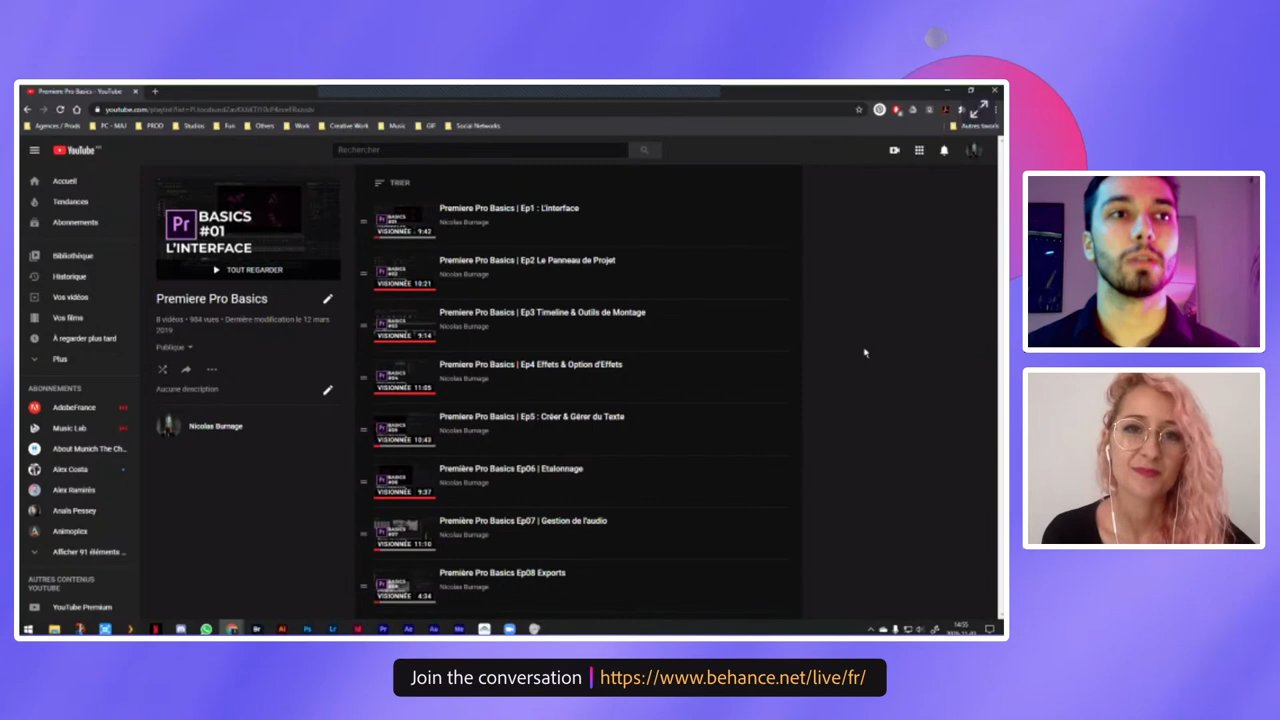 Premiere Pro Basics - YouTube
Agences / Prods
PC - MAJ
PROD
Studios
Fun
Others
Work
Creative Work
Music
GIF
Social Networks
Autres favoris
YouTube
Rechercher
Accueil
Tendances
Abonnements
Bibliothèque
Historique
Vos vidéos
Vos films
À regarder plus tard
Plus
ABONNEMENTS
AdobeFrance
Music Lab
About Munich The Ch...
Alex Costa
Alex Ramirès
Anaïs Pessey
Animoplex
Afficher 91 éléments ...
AUTRES CONTENUS
YOUTUBE
YouTube Premium
Pr BASICS
#01
L'INTERFACE
TOUT REGARDER
Premiere Pro Basics
8 vidéos • 984 vues • Dernière modification le 12 mars
2019
Publique
Aucune description
Nicolas Burnage
TRIER
Premiere Pro Basics | Ep1 : L'interface
Nicolas Burnage
VISIONNÉE 9:42
Premiere Pro Basics | Ep2 Le Panneau de Projet
Nicolas Burnage
VISIONNÉE 10:21
Premiere Pro Basics | Ep3 Timeline & Outils de Montage
Nicolas Burnage
VISIONNÉE 9:14
Premiere Pro Basics | Ep4 Effets & Option d'Effets
Nicolas Burnage
VISIONNÉE 11:05
Premiere Pro Basics | Ep5 : Créer & Gérer du Texte
Nicolas Burnage
VISIONNÉE 10:43
Première Pro Basics Ep06 | Etalonnage
Nicolas Burnage
VISIONNÉE 9:37
Première Pro Basics Ep07 | Gestion de l'audio
Nicolas Burnage
VISIONNÉE 11:10
Première Pro Basics Ep08 Exports
Nicolas Burnage
VISIONNÉE 4:34
14:55
Join the conversation | https://www.behance.net/live/fr/